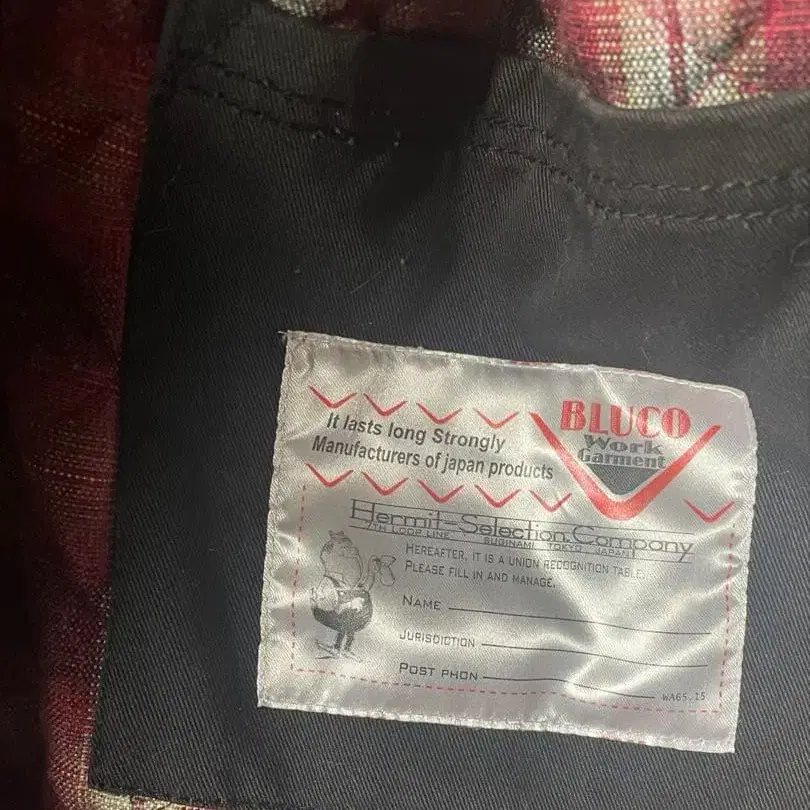 It lasts long Strongly
Manufacturers of japan products
BLUCO
Work
Garment
Hermit-Selection.Company
7TH LOOP LINE, SUGINAMI TOKYO JAPAN
HEREAFTER, IT IS A UNION RECOGNITION TABLE.
PLEASE FILL IN AND MANAGE.
NAME
JURISDICTION
POST PHON
WA65.15